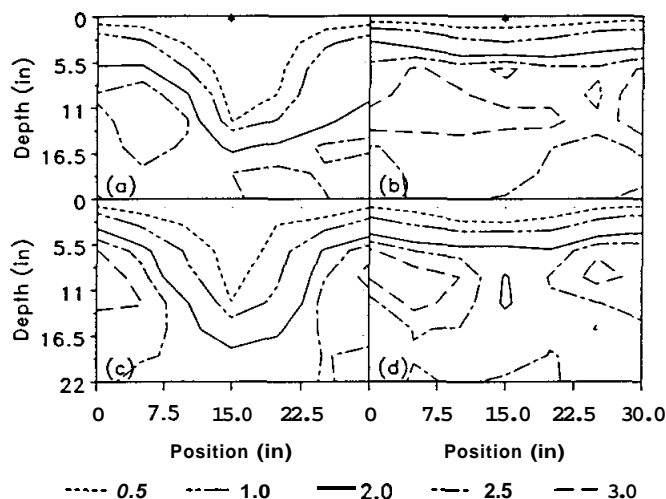 0
5.5
11
16.5
Depth (in)
(a)
(b)
0
5.5
11
16.5
22
Depth (in)
(c)
(d)
0 7.5 15.0 22.5 0 7.5 15.0 22.5 30.0
Position (in) Position (in)
0.5 1.0 2.0 2.5 3.0